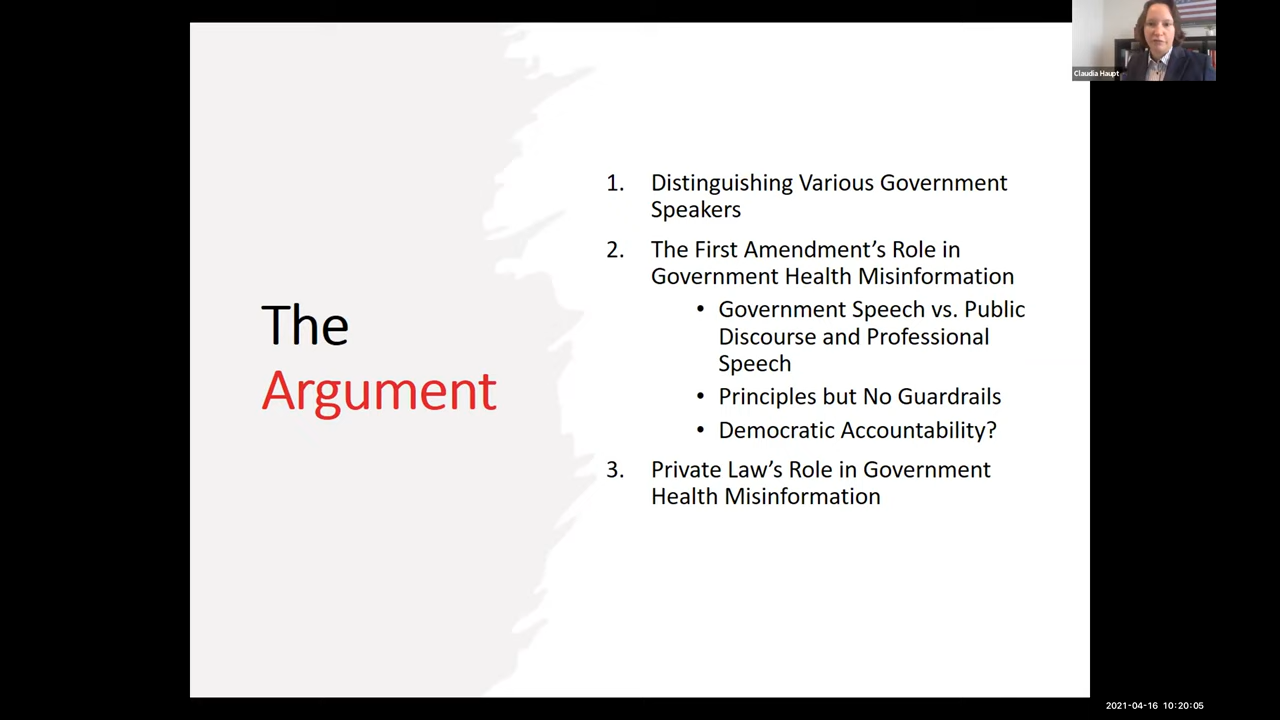 Claudia Haupt
The
Argument
1. Distinguishing Various Government
Speakers
2. The First Amendment’s Role in
Government Health Misinformation
• Government Speech vs. Public
Discourse and Professional
Speech
• Principles but No Guardrails
• Democratic Accountability?
3. Private Law’s Role in Government
Health Misinformation
2021-04-16 10:20:05